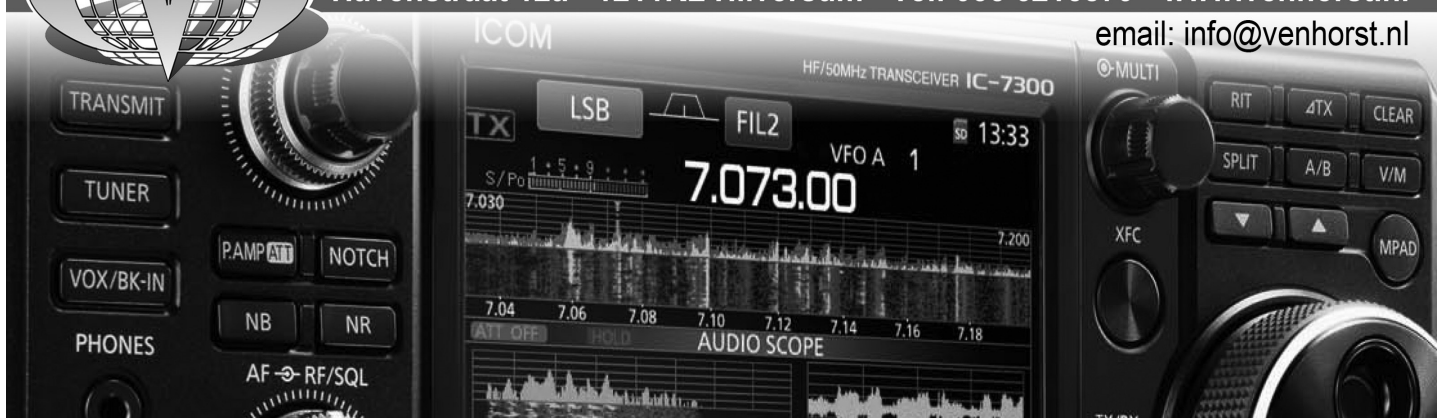 email: info@venhorst.nl
ICOM
HF/50MHz TRANSCEIVER IC-7300
TRANSMIT
TUNER
VOX/BK-IN
PHONES
P.AMP ATT
NOTCH
NB
NR
AF RF/SQL
TX
LSB
FIL2
SD 13:33
VFO A 1
S/Po 1 · 5 · 9
7.073.00
7.030
7.200
7.04 7.06 7.08 7.10 7.12 7.14 7.16 7.18
ATT OFF HOLD AUDIO SCOPE
MULTI
XFC
RIT
⊿TX
CLEAR
SPLIT
A/B
V/M
▼ ▲
MPAD